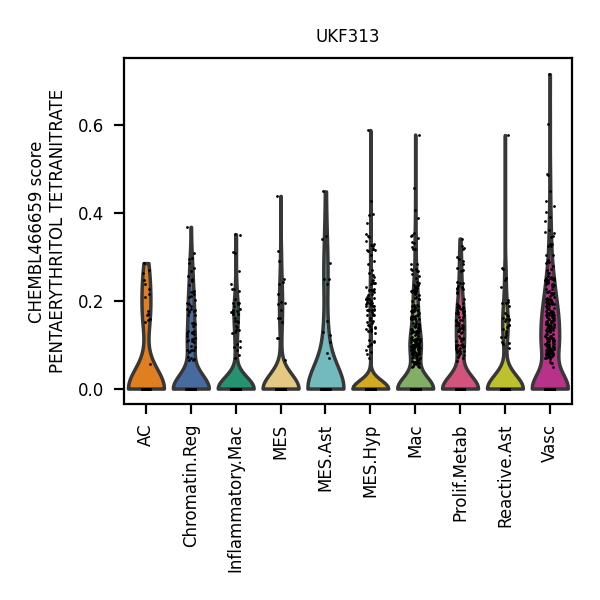 UKF313
CHEMBL466659 score
PENTAERYTHRITOL TETRANITRATE
0.6
0.4
0.2
0.0
AC
Chromatin.Reg
Inflammatory.Mac
MES
MES.Ast
MES.Hyp
Mac
Prolif.Metab
Reactive.Ast
Vasc